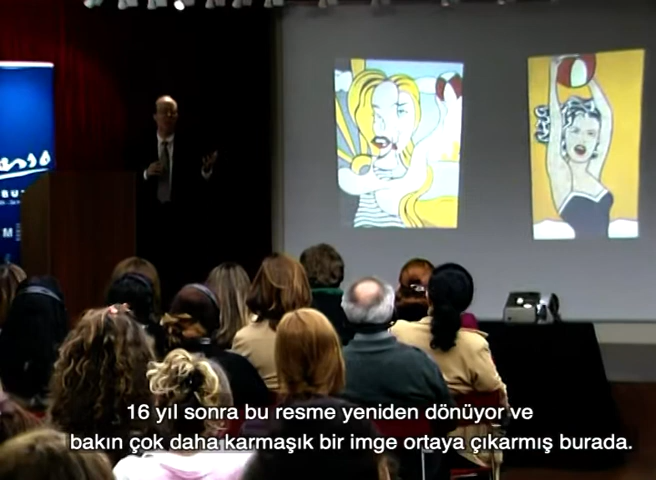 16 yıl sonra bu resme yeniden dönüyor ve
bakın çok daha karmaşık bir imge ortaya çıkarmış burada.